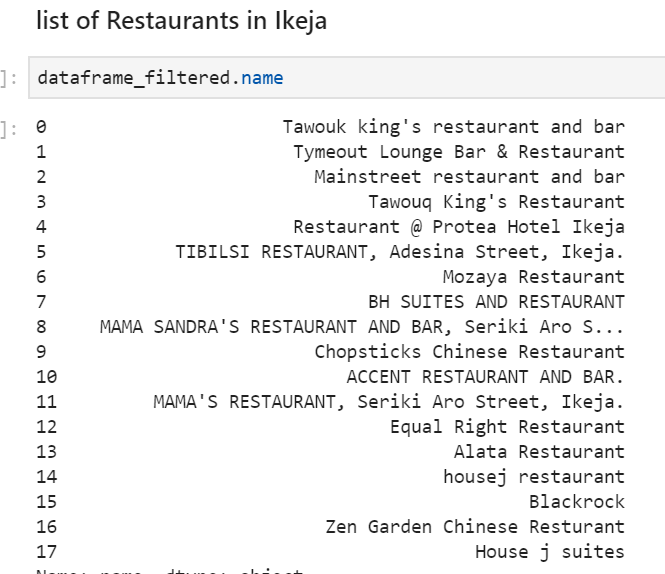 list of Restaurants in Ikeja
]: dataframe_filtered.name
]: 0 Tawouk king's restaurant and bar
1 Tymeout Lounge Bar & Restaurant
2 Mainstreet restaurant and bar
3 Tawouq King's Restaurant
4 Restaurant @ Protea Hotel Ikeja
5 TIBILSI RESTAURANT, Adesina Street, Ikeja.
6 Mozaya Restaurant
7 BH SUITES AND RESTAURANT
8 MAMA SANDRA'S RESTAURANT AND BAR, Seriki Aro S...
9 Chopsticks Chinese Restaurant
10 ACCENT RESTAURANT AND BAR.
11 MAMA'S RESTAURANT, Seriki Aro Street, Ikeja.
12 Equal Right Restaurant
13 Alata Restaurant
14 housej restaurant
15 Blackrock
16 Zen Garden Chinese Resturant
17 House j suites
Name: name, dtype: object